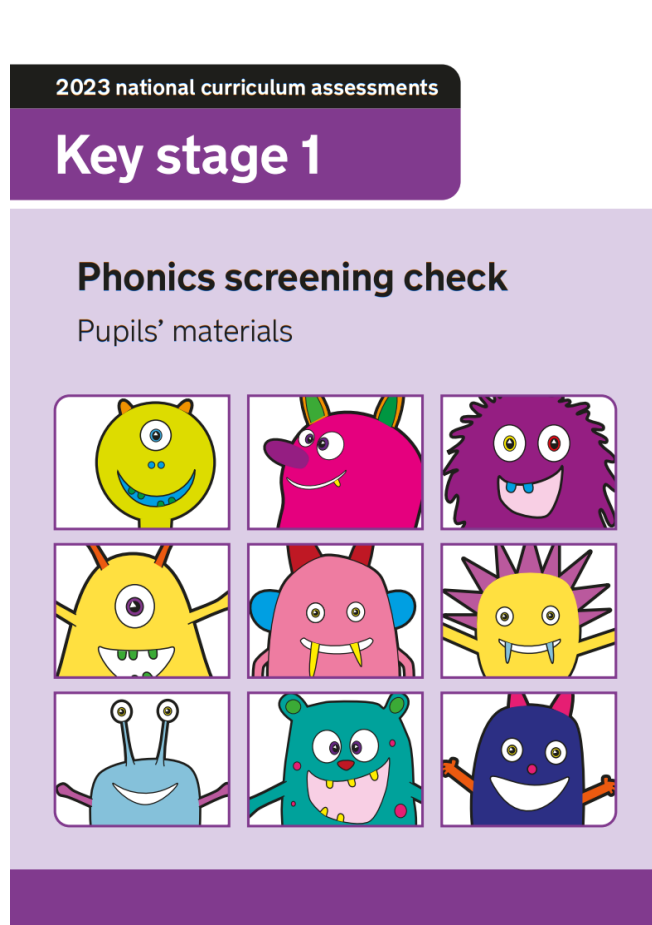 2023 national curriculum assessments
Key stage 1
Phonics screening check
Pupils’ materials